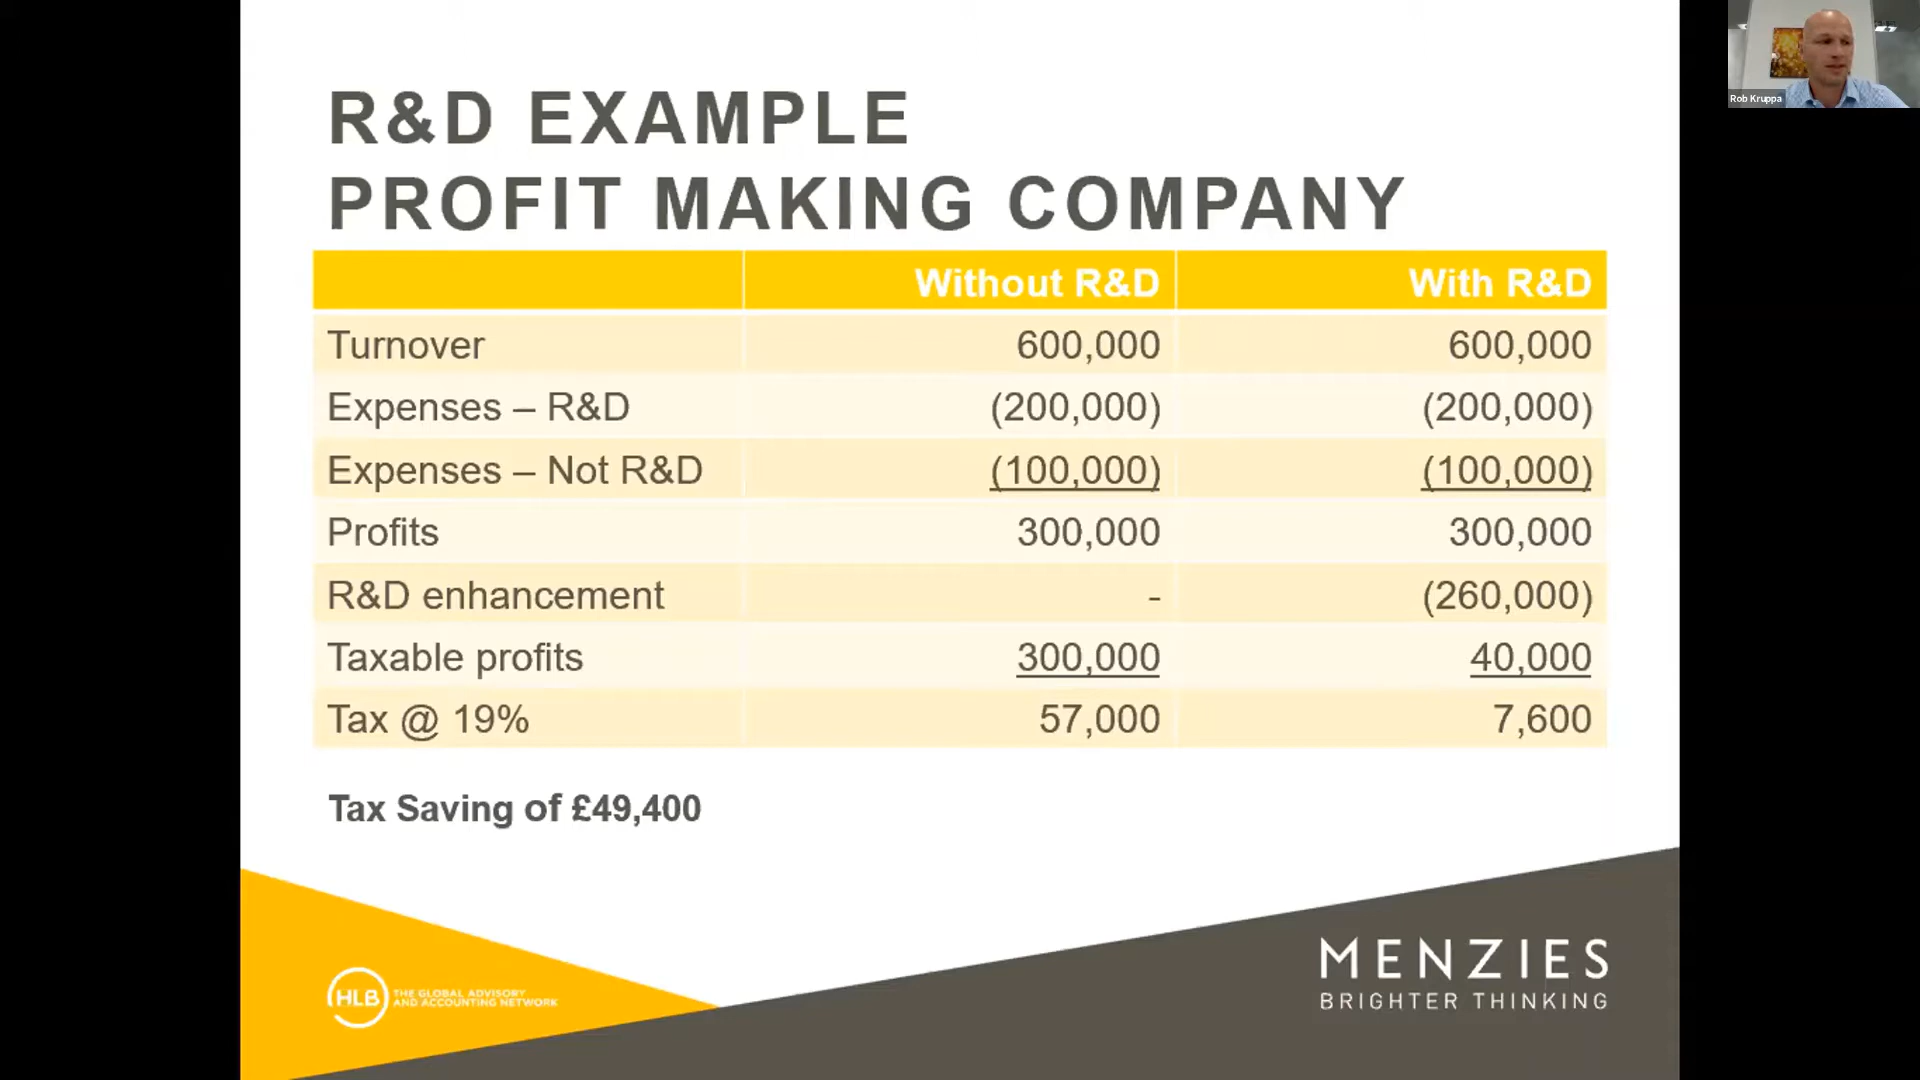 Rob Kruppa
R&D EXAMPLE
PROFIT MAKING COMPANY
Without R&D With R&D
Turnover 600,000 600,000
Expenses – R&D (200,000) (200,000)
Expenses – Not R&D (100,000) (100,000)
Profits 300,000 300,000
R&D enhancement - (260,000)
Taxable profits 300,000 40,000
Tax @ 19% 57,000 7,600
Tax Saving of £49,400
HLB THE GLOBAL ADVISORY
AND ACCOUNTING NETWORK
MENZIES
BRIGHTER THINKING